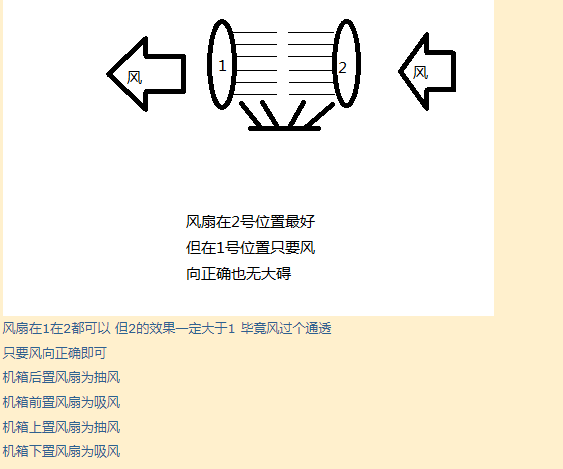 风
1
2
风
风扇在2号位置最好
但在1号位置只要风
向正确也无大碍
风扇在1在2都可以 但2的效果一定大于1 毕竟风过个通透
只要风向正确即可
机箱后置风扇为抽风
机箱前置风扇为吸风
机箱上置风扇为抽风
机箱下置风扇为吸风